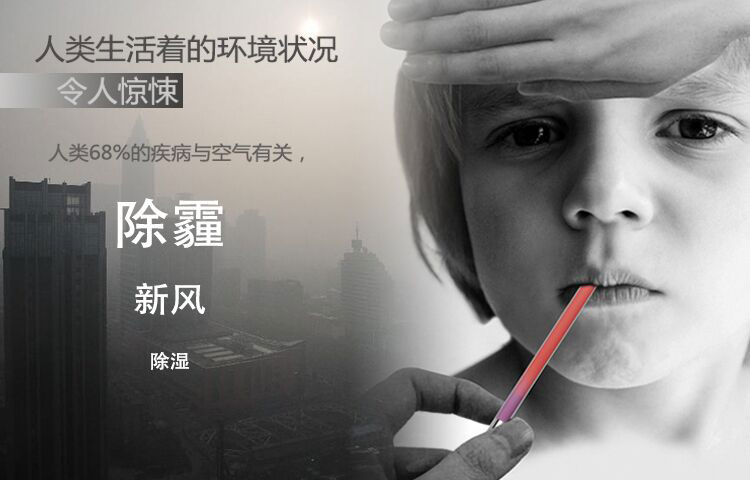 人类生活着的环境状况
令人惊悚
人类68%的疾病与空气有关，
除霾
新风
除湿